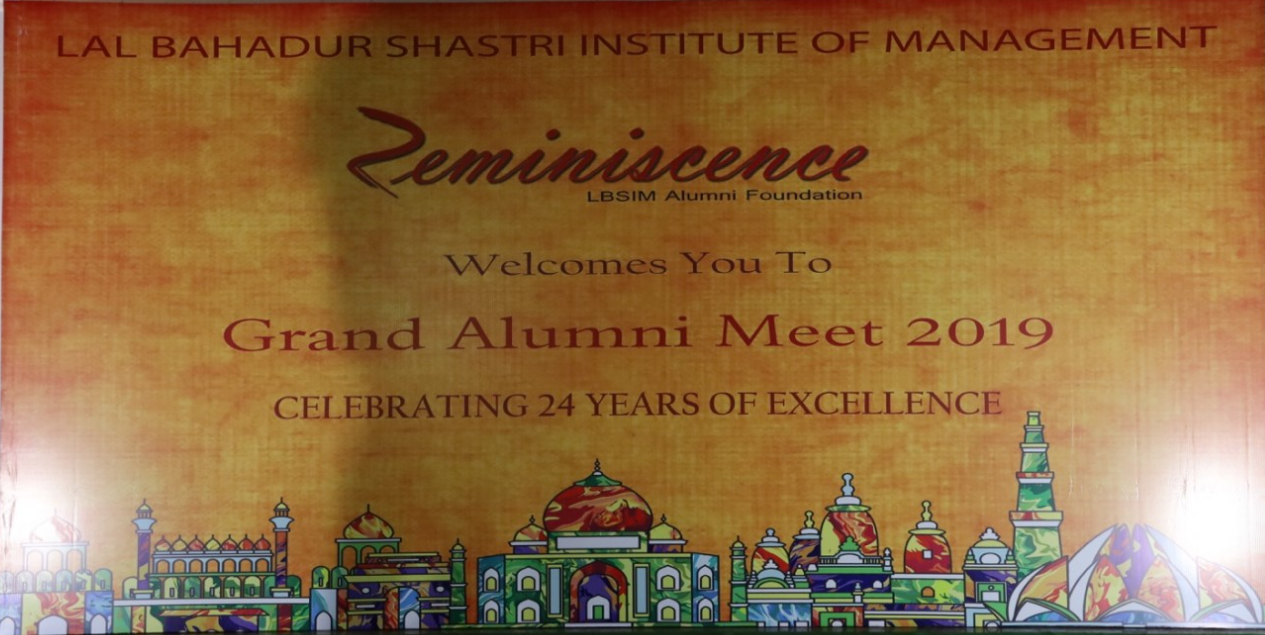 LAL BAHADUR SHASTRI INSTITUTE OF MANAGEMENT
Reminiscence
LBSIM Alumni Foundation
Welcomes You To
Grand Alumni Meet 2019
CELEBRATING 24 YEARS OF EXCELLENCE